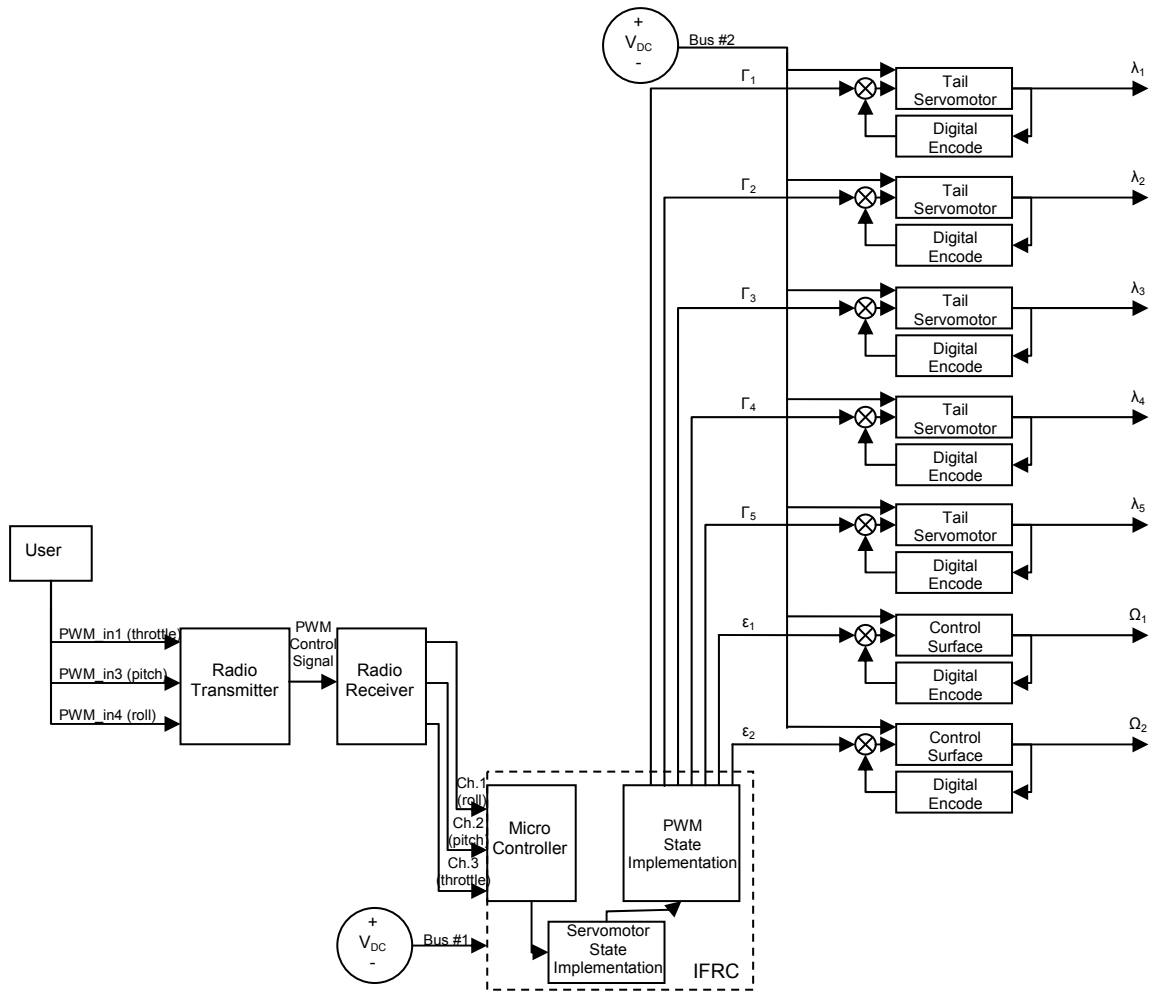 +
V_DC
-
Bus #2
Γ1
Tail
Servomotor
Digital
Encode
λ1
Γ2
Tail
Servomotor
Digital
Encode
λ2
Γ3
Tail
Servomotor
Digital
Encode
λ3
Γ4
Tail
Servomotor
Digital
Encode
λ4
Γ5
Tail
Servomotor
Digital
Encode
λ5
ε1
Control
Surface
Digital
Encode
Ω1
ε2
Control
Surface
Digital
Encode
Ω2
User
PWM_in1 (throttle)
PWM_in3 (pitch)
PWM_in4 (roll)
Radio
Transmitter
PWM
Control
Signal
Radio
Receiver
Ch.1
(roll)
Ch.2
(pitch)
Ch.3
(throttle)
Micro
Controller
PWM
State
Implementation
Servomotor
State
Implementation
IFRC
+
V_DC
-
Bus #1